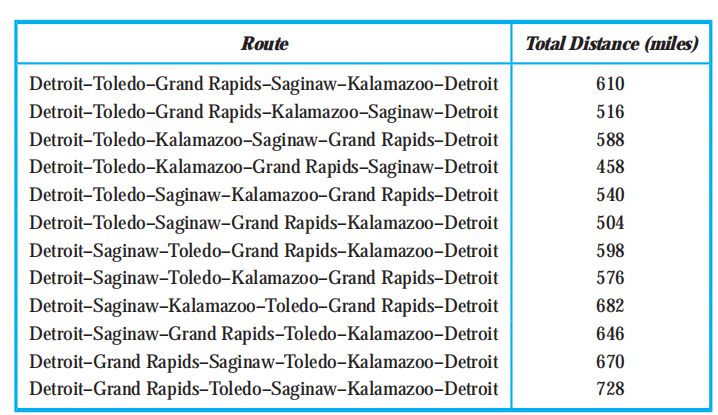 Route Total Distance (miles)
Detroit–Toledo–Grand Rapids–Saginaw–Kalamazoo–Detroit 610
Detroit–Toledo–Grand Rapids–Kalamazoo–Saginaw–Detroit 516
Detroit–Toledo–Kalamazoo–Saginaw–Grand Rapids–Detroit 588
Detroit–Toledo–Kalamazoo–Grand Rapids–Saginaw–Detroit 458
Detroit–Toledo–Saginaw–Kalamazoo–Grand Rapids–Detroit 540
Detroit–Toledo–Saginaw–Grand Rapids–Kalamazoo–Detroit 504
Detroit–Saginaw–Toledo–Grand Rapids–Kalamazoo–Detroit 598
Detroit–Saginaw–Toledo–Kalamazoo–Grand Rapids–Detroit 576
Detroit–Saginaw–Kalamazoo–Toledo–Grand Rapids–Detroit 682
Detroit–Saginaw–Grand Rapids–Toledo–Kalamazoo–Detroit 646
Detroit–Grand Rapids–Saginaw–Toledo–Kalamazoo–Detroit 670
Detroit–Grand Rapids–Toledo–Saginaw–Kalamazoo–Detroit 728